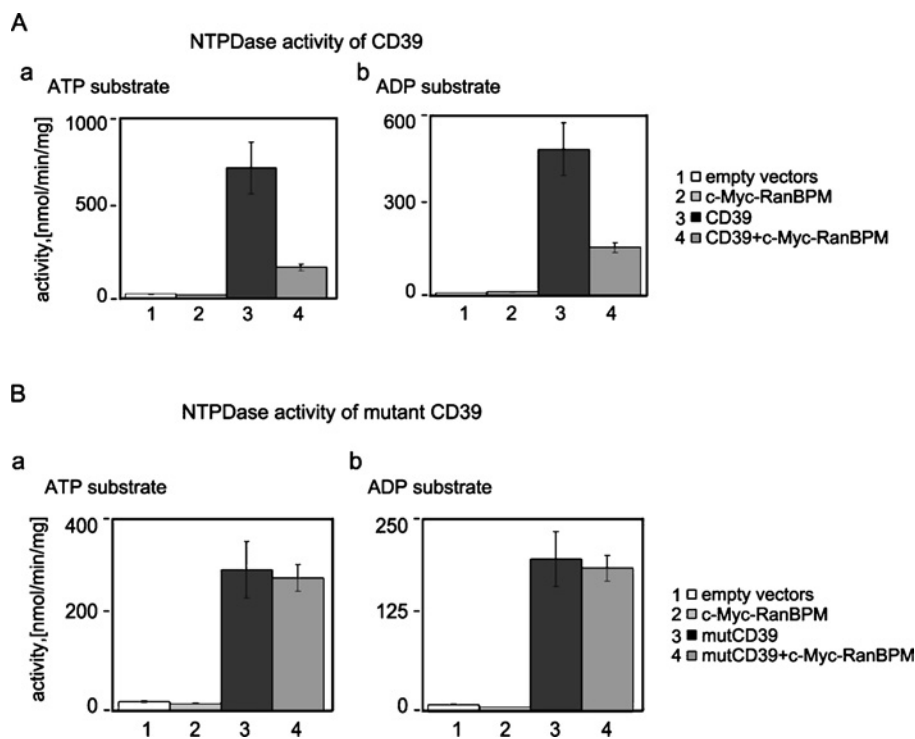 A
NTPDase activity of CD39
a
ATP substrate
b
ADP substrate
activity,[nmol/min/mg]
1000
500
0
1 2 3 4
600
300
0
1 2 3 4
1 empty vectors
2 c-Myc-RanBPM
3 CD39
4 CD39+c-Myc-RanBPM
B
NTPDase activity of mutant CD39
a
ATP substrate
b
ADP substrate
activity,[nmol/min/mg]
400
200
0
1 2 3 4
250
125
0
1 2 3 4
1 empty vectors
2 c-Myc-RanBPM
3 mutCD39
4 mutCD39+c-Myc-RanBPM